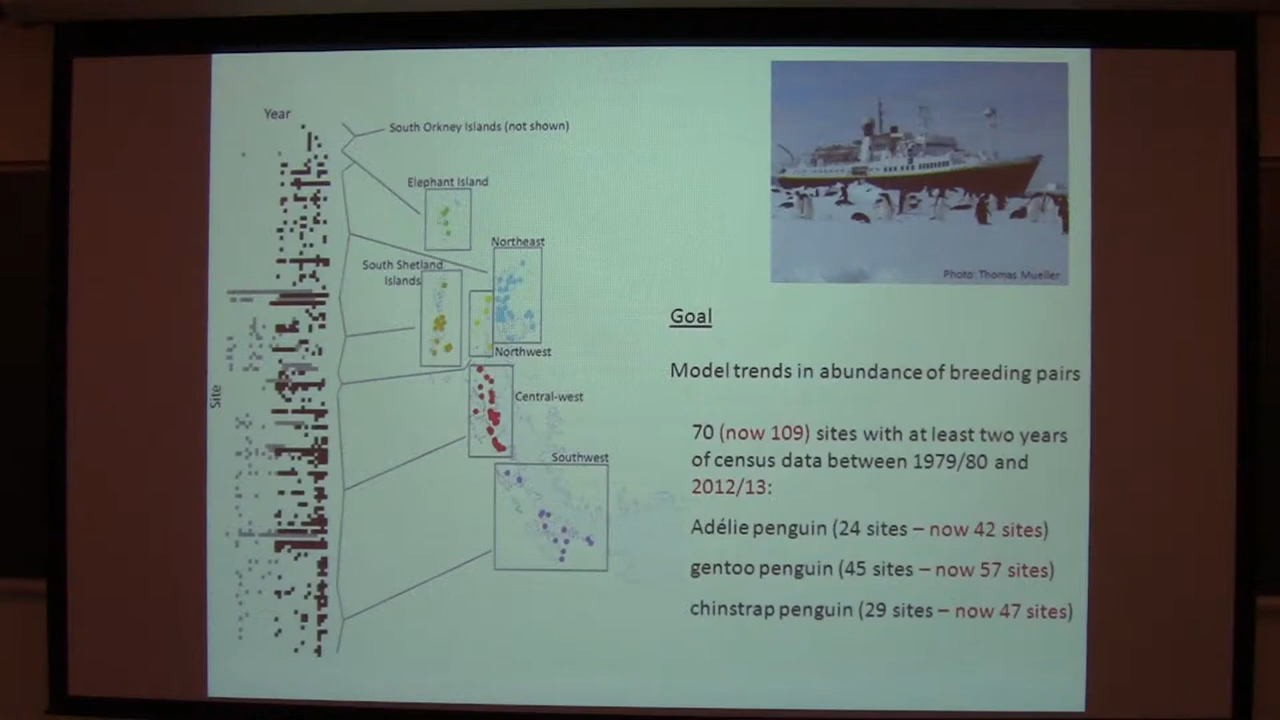 Year
South Orkney Islands (not shown)
Elephant Island
Northeast
South Shetland
Islands
Northwest
Site
Central-west
Southwest
Photo: Thomas Mueller
Goal
Model trends in abundance of breeding pairs
70 (now 109) sites with at least two years
of census data between 1979/80 and
2012/13:
Adélie penguin (24 sites – now 42 sites)
gentoo penguin (45 sites – now 57 sites)
chinstrap penguin (29 sites – now 47 sites)